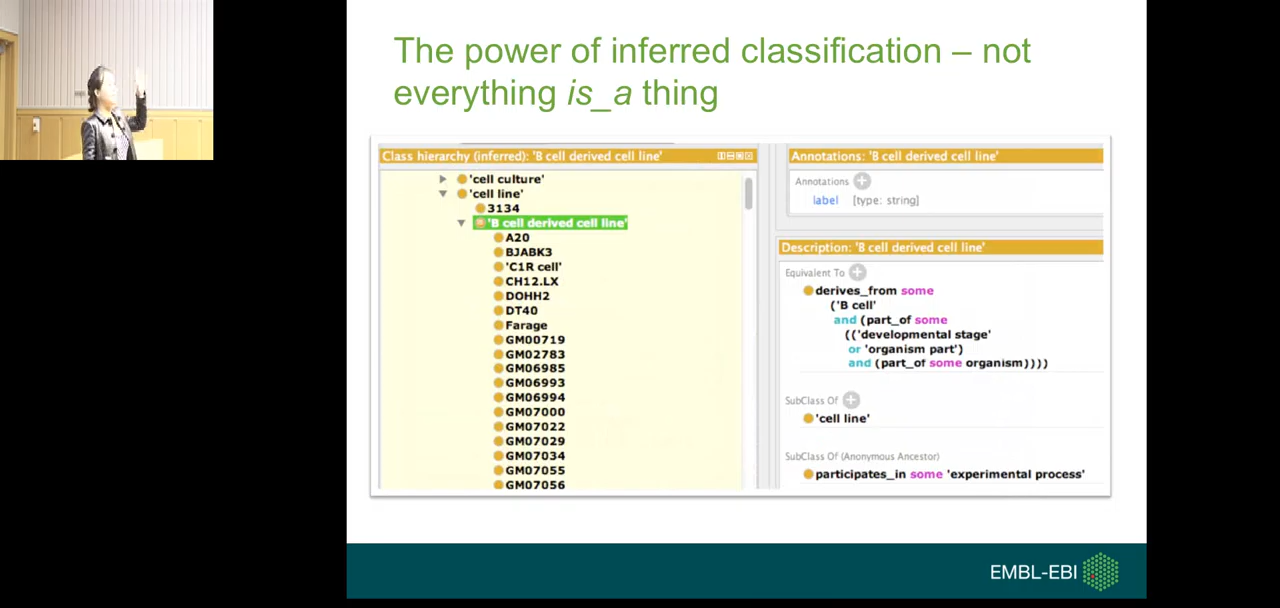 The power of inferred classification – not
everything is_a thing
Class hierarchy (inferred): 'B cell derived cell line'
'cell culture'
'cell line'
3134
'B cell derived cell line'
A20
BJABK3
'C1R cell'
CH12.LX
DOHH2
DT40
Farage
GM00719
GM02783
GM06985
GM06993
GM06994
GM07000
GM07022
GM07029
GM07034
GM07055
GM07056
Annotations: 'B cell derived cell line'
Annotations
label [type: string]
Description: 'B cell derived cell line'
Equivalent To
derives_from some
('B cell'
and (part_of some
(('developmental stage'
or 'organism part')
and (part_of some organism))))
SubClass Of
'cell line'
SubClass Of (Anonymous Ancestor)
participates_in some 'experimental process'
EMBL-EBI